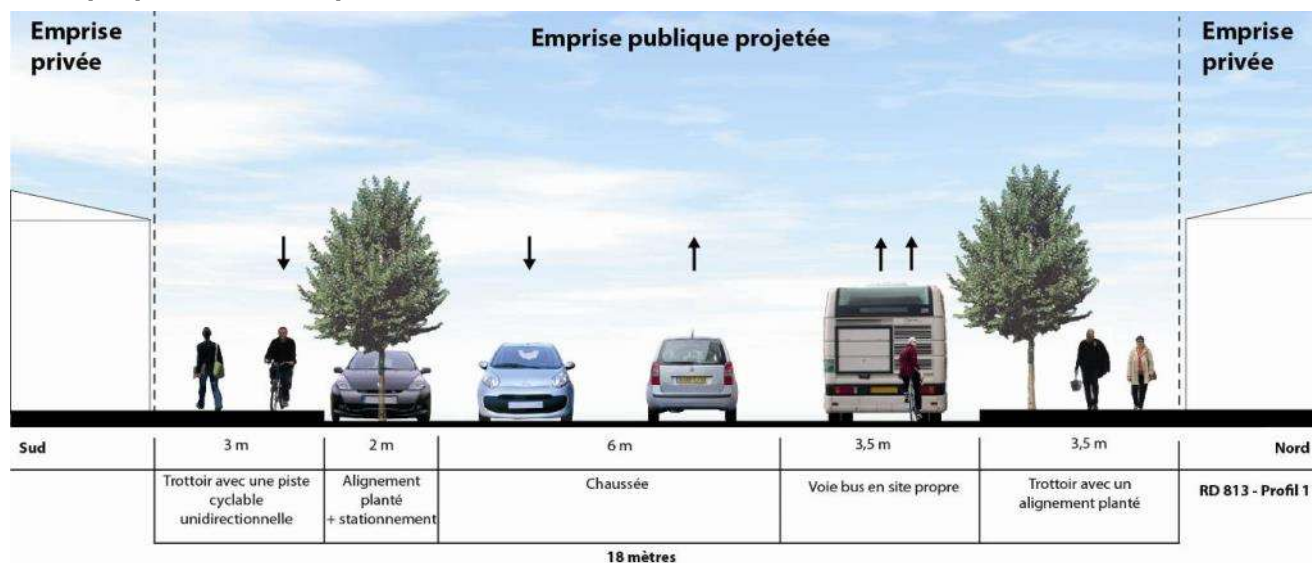 Emprise
privée
Emprise publique projetée
Emprise
privée
Sud
3 m
2 m
6 m
3,5 m
3,5 m
Nord
Trottoir avec une piste
cyclable
unidirectionnelle
Alignement
planté
+ stationnement
Chaussée
Voie bus en site propre
Trottoir avec un
alignement planté
RD 813 - Profil 1
18 mètres